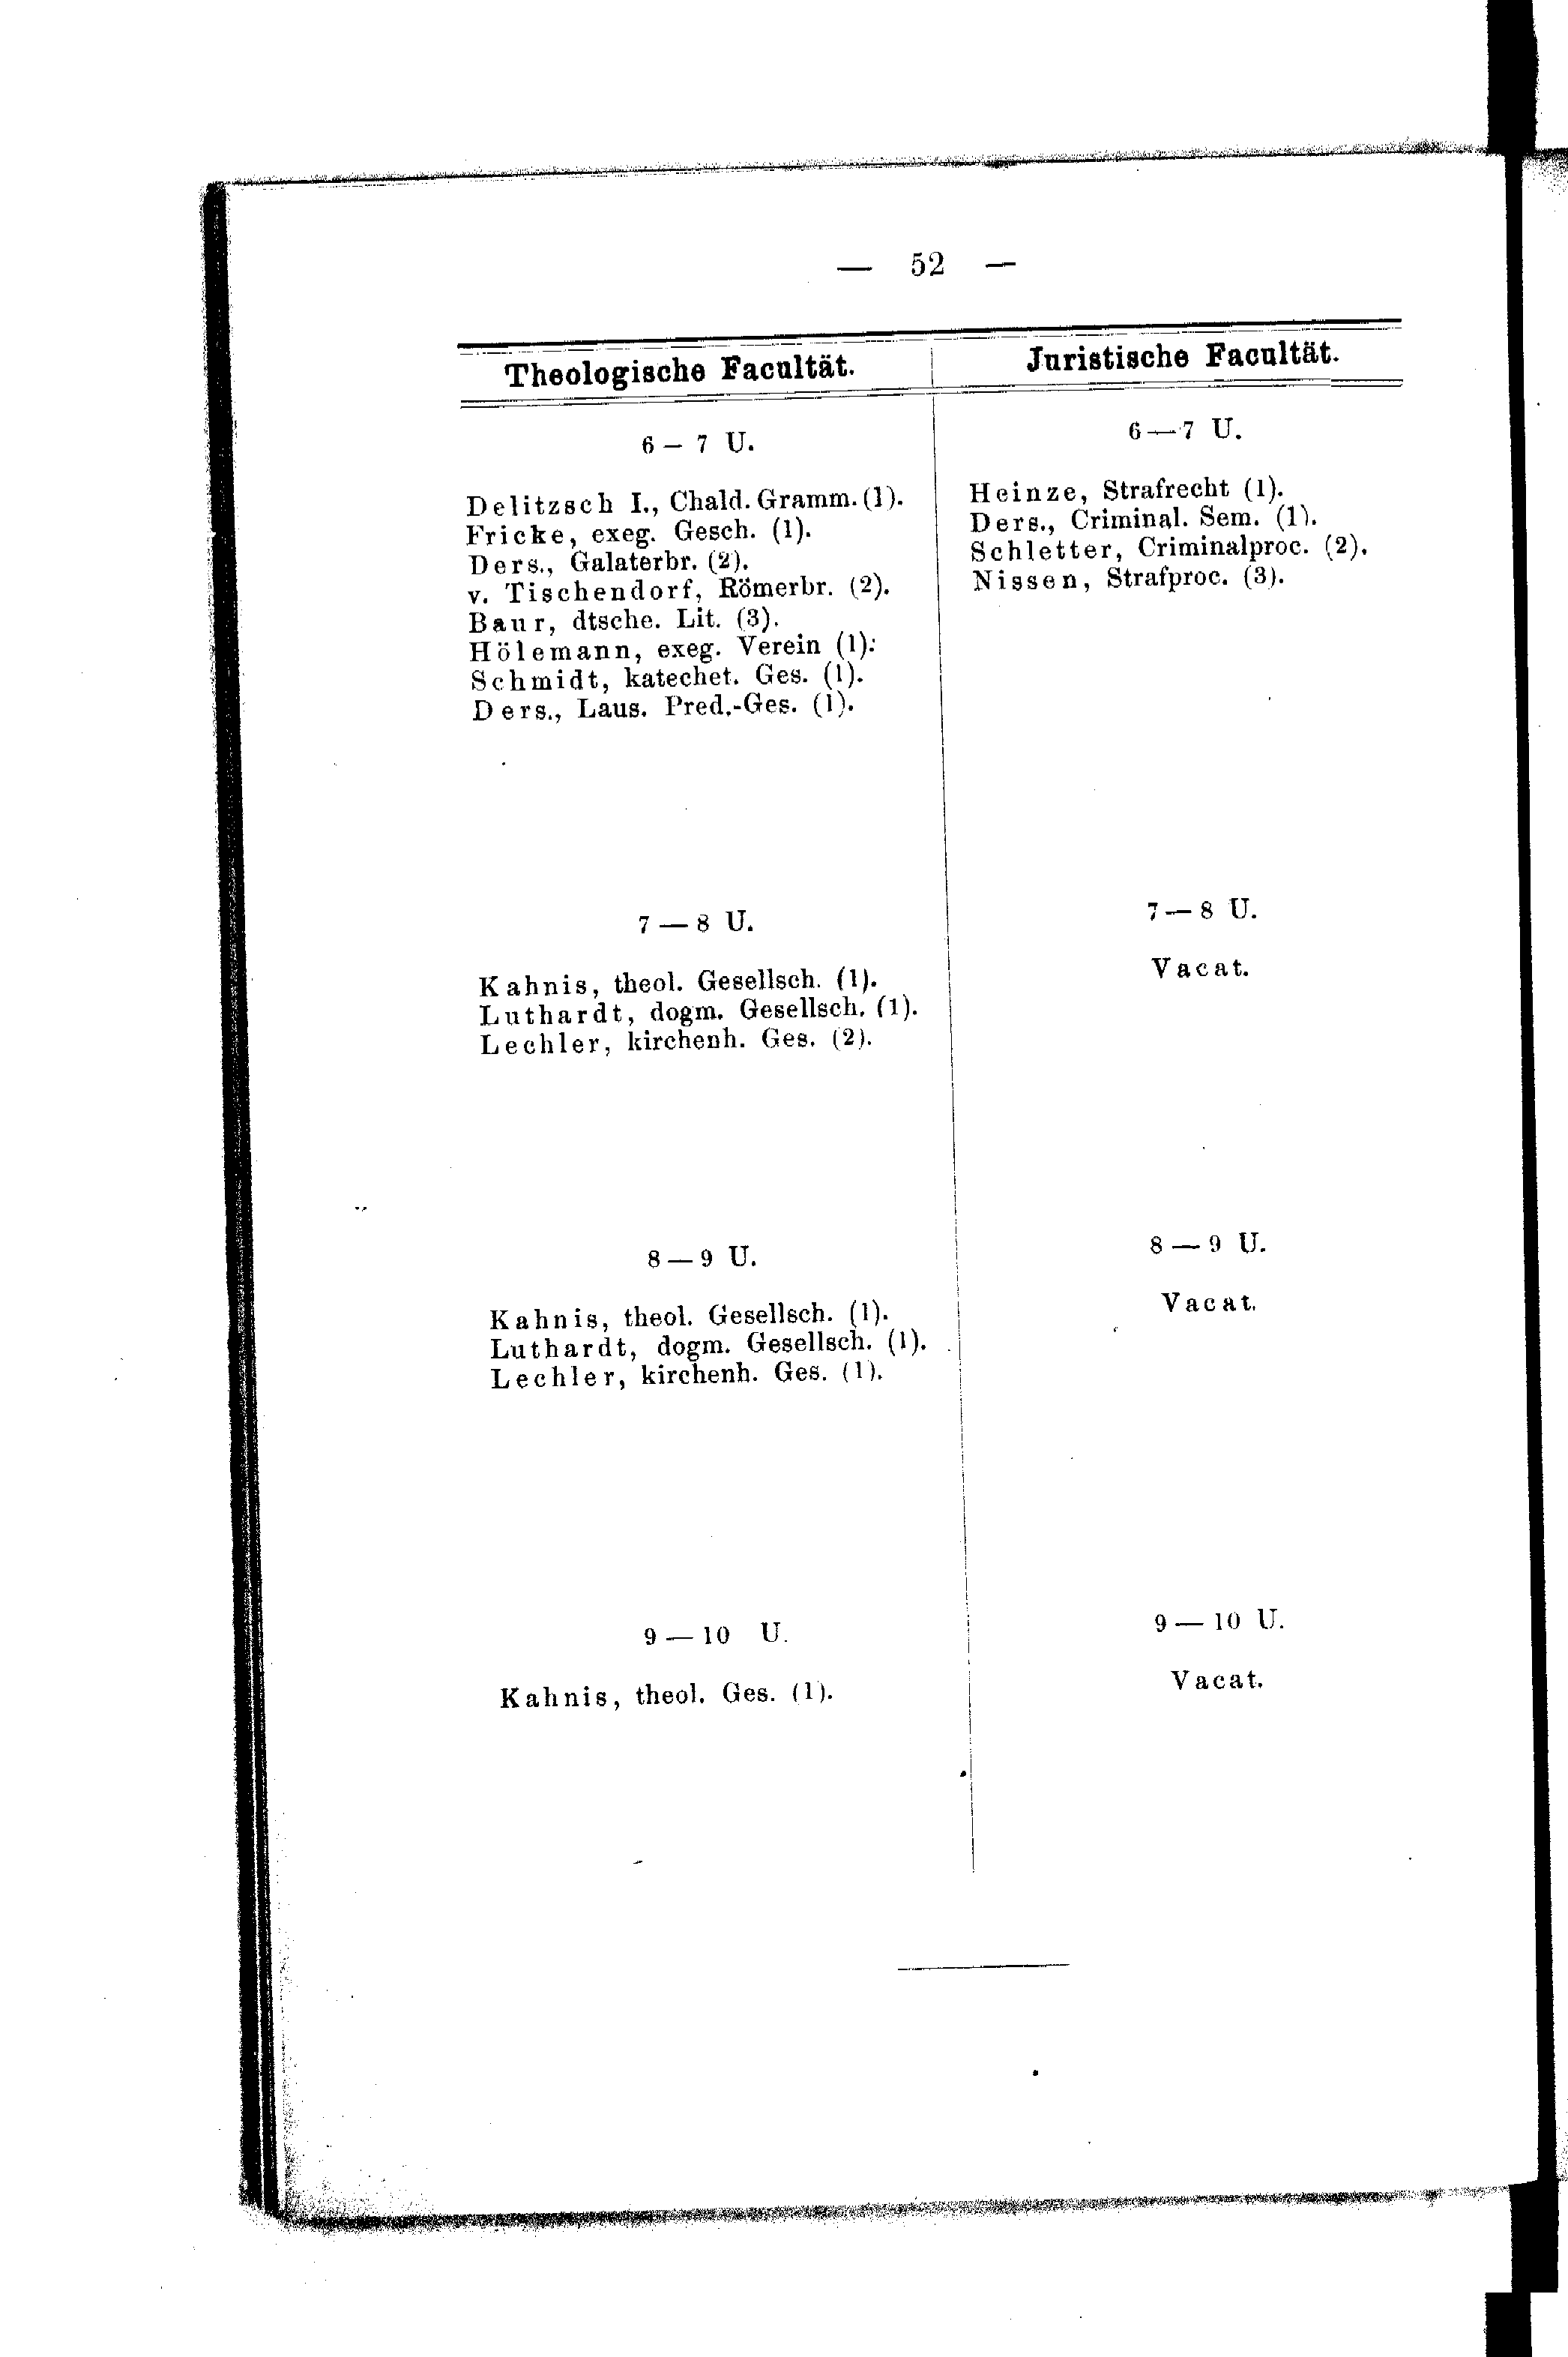 — 52 —
Theologische Facultät.
6 — 7 U.
Delitzsch I., Chald. Gramm. (1).
Fricke, exeg. Gesch. (1).
Ders., Galaterbr. (2).
v. Tischendorf, Römerbr. (2).
Baur, dtsche. Lit. (3).
Hölemann, exeg. Verein (1).
Schmidt, katechet. Ges. (1).
Ders., Laus. Pred.-Ges. (1).
7 — 8 U.
Kahnis, theol. Gesellsch. (1).
Luthardt, dogm. Gesellsch. (1).
Lechler, kirchenh. Ges. (2).
8 — 9 U.
Kahnis, theol. Gesellsch. (1).
Luthardt, dogm. Gesellsch. (1).
Lechler, kirchenh. Ges. (1).
9 — 10 U.
Kahnis, theol. Ges. (1).
Juristische Facultät.
6 — 7 U.
Heinze, Strafrecht (1).
Ders., Criminal. Sem. (1).
Schletter, Criminalproc. (2).
Nissen, Strafproc. (3).
7 — 8 U.
Vacat.
8 — 9 U.
Vacat.
9 — 10 U.
Vacat.